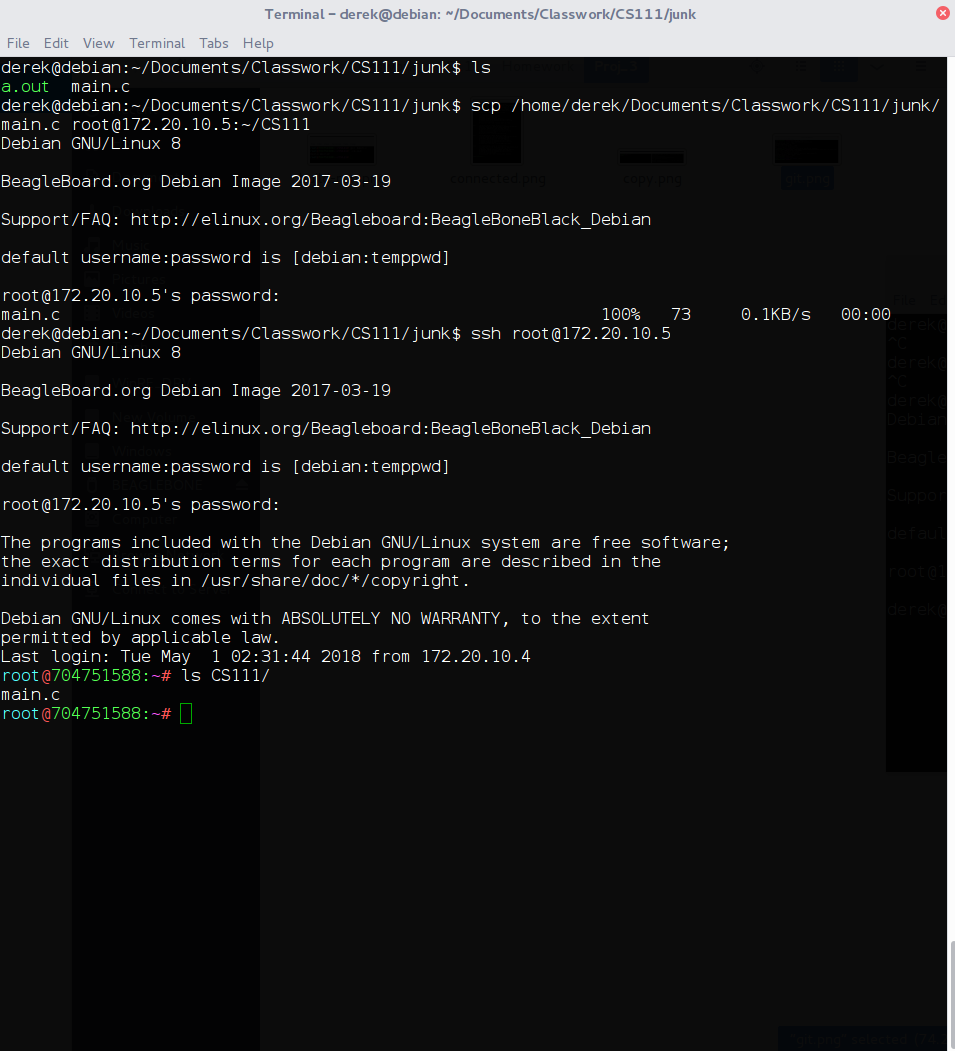 Terminal – derek@debian: ~/Documents/Classwork/CS111/junk
File Edit View Terminal Tabs Help
derek@debian:~/Documents/Classwork/CS111/junk$ ls
a.out  main.c
derek@debian:~/Documents/Classwork/CS111/junk$ scp /home/derek/Documents/Classwork/CS111/junk/
main.c root@172.20.10.5:~/CS111
Debian GNU/Linux 8
BeagleBoard.org Debian Image 2017-03-19
Support/FAQ: http://elinux.org/Beagleboard:BeagleBoneBlack_Debian
default username:password is [debian:temppwd]
root@172.20.10.5's password:
main.c 100% 73 0.1KB/s 00:00
derek@debian:~/Documents/Classwork/CS111/junk$ ssh root@172.20.10.5
Debian GNU/Linux 8
BeagleBoard.org Debian Image 2017-03-19
Support/FAQ: http://elinux.org/Beagleboard:BeagleBoneBlack_Debian
default username:password is [debian:temppwd]
root@172.20.10.5's password:
The programs included with the Debian GNU/Linux system are free software;
the exact distribution terms for each program are described in the
individual files in /usr/share/doc/*/copyright.
Debian GNU/Linux comes with ABSOLUTELY NO WARRANTY, to the extent
permitted by applicable law.
Last login: Tue May  1 02:31:44 2018 from 172.20.10.4
root@704751588:~# ls CS111/
main.c
root@704751588:~#
connected.png
copy.png